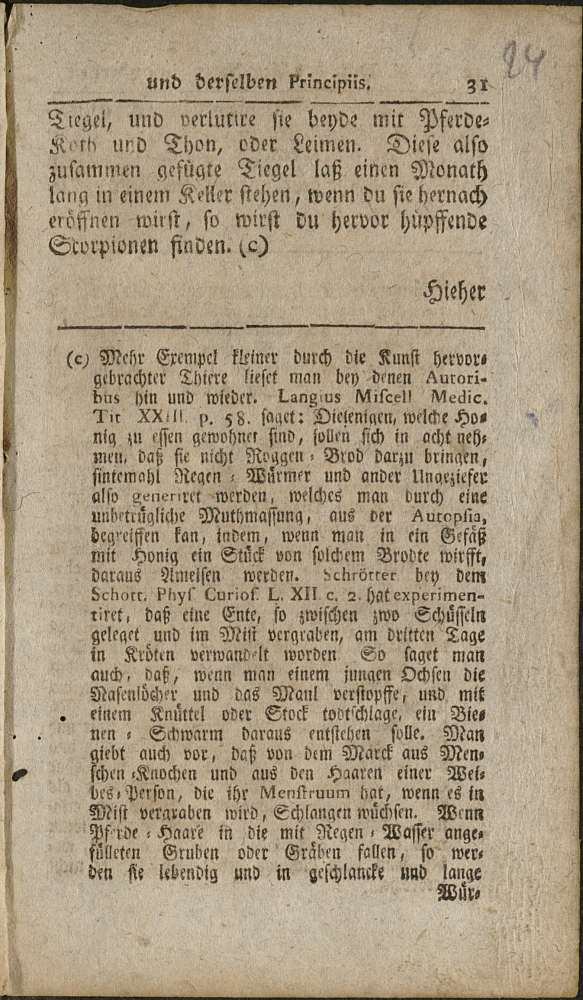 24
und derselben Principiis. 31
Tiegel, und verlutire sie beyde mit Pferde-
Koth und Thon, oder Leimen. Diese also
zusammen gefügte Tiegel laß einen Monath
lang in einem Keller stehen, wenn du sie hernach
eröffnen wirst, so wirst du hervor hüpffende
Scorpionen finden. (c)
Hieher
(c) Mehr Exempel kleiner durch die Kunst hervor-
gebrachter Thiere lieset man bey denen Autori-
bus hin und wieder. Langius Miscell Medic.
Tit XXIII. p. 58. saget: Diejenigen, welche Ho-
nig zu essen gewohnet sind, sollen sich in acht neh-
men, daß sie nicht Roggen-Brod darzu bringen,
sintemahl Regen-Würmer und ander Ungeziefer
also generiret werden, welches man durch eine
unbetrügliche Muthmassung, aus der Autopsia,
begreiffen kan, indem, wenn man in ein Gefäß
mit Honig ein Stück von solchem Brodte wirfft,
daraus Ameisen werden. Schrötter bey dem
Schott. Phys Curios. L. XII c. 2. hat experimen-
tiret, daß eine Ente, so zwischen zwo Schüsseln
geleget und im Mist vergraben, am dritten Tage
in Kröten verwandelt worden So saget man
auch, daß, wenn man einem jungen Ochsen die
Nasenlöcher und das Maul verstopffe, und mit
einem Knüttel oder Stock todtschlage, ein Bie-
nen-Schwarm daraus entstehen solle. Man
giebt auch vor, daß von dem Marck aus Men-
schen-Knochen und aus den Haaren einer Wei-
bes-Person, die ihr Menstruum hat, wenn es in
Mist vergraben wird, Schlangen wüchsen. Wenn
Pferde-Haare in die mit Regen-Wasser ange-
fülleten Gruben oder Gräben fallen, so wer-
den sie lebendig und in geschlancke und lange
Wür-